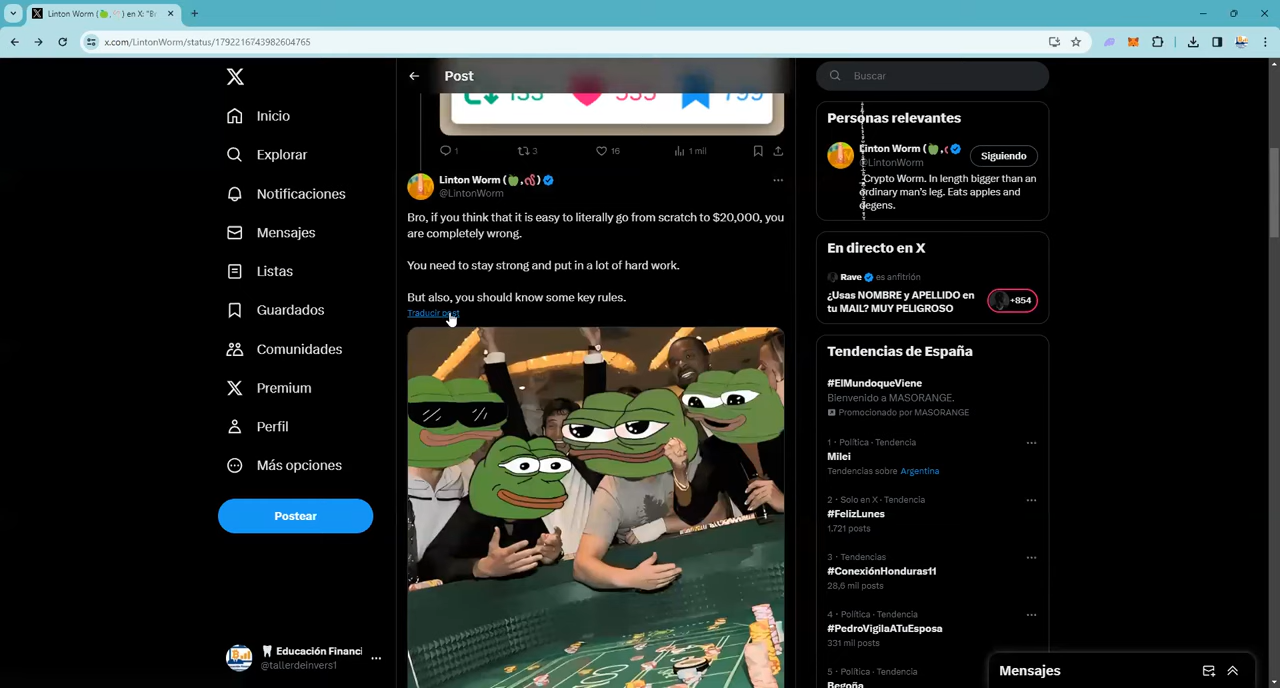 Linton Worm (🍏,🪱) en X: "Br
x.com/LintonWorm/status/1792216743982604765
Inicio
Explorar
Notificaciones
Mensajes
Listas
Guardados
Comunidades
Premium
Perfil
Más opciones
Postear
🦷 Educación Financi
@tallerdeinvers1
Post
133 535 799
1 3 16 1 mil
Linton Worm (🍏,🪱)
@LintonWorm
Bro, if you think that it is easy to literally go from scratch to $20,000, you
are completely wrong.
You need to stay strong and put in a lot of hard work.
But also, you should know some key rules.
Traducir post
Buscar
Personas relevantes
Linton Worm (🍏,
@LintonWorm
Siguiendo
Crypto Worm. In length bigger than an
ordinary man's leg. Eats apples and
degens.
En directo en X
Rave es anfitrión
¿Usas NOMBRE y APELLIDO en
tu MAIL? MUY PELIGROSO
+854
Tendencias de España
#ElMundoqueViene
Bienvenido a MASORANGE.
Promocionado por MASORANGE
1 · Política · Tendencia
Milei
Tendencias sobre Argentina
2 · Solo en X · Tendencia
#FelizLunes
1.721 posts
3 · Tendencias
#ConexiónHonduras11
28,6 mil posts
4 · Política · Tendencia
#PedroVigilaATuEsposa
331 mil posts
5 · Política · Tendencia
Begoña
Mensajes